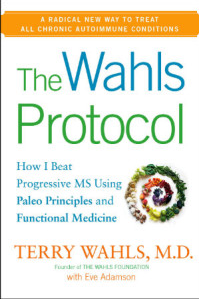 A RADICAL NEW WAY TO TREAT
ALL CHRONIC AUTOIMMUNE CONDITIONS
The Wahls
Protocol
How I Beat
Progressive MS Using
Paleo Principles and
Functional Medicine
TERRY WAHLS, M.D.
Founder of THE WAHLS FOUNDATION
with Eve Adamson